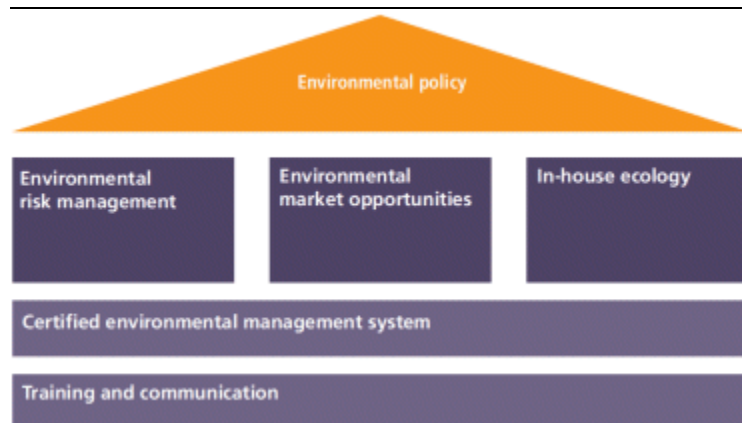 Environmental policy
Environmental
risk management
Environmental
market opportunities
In-house ecology
Certified environmental management system
Training and communication